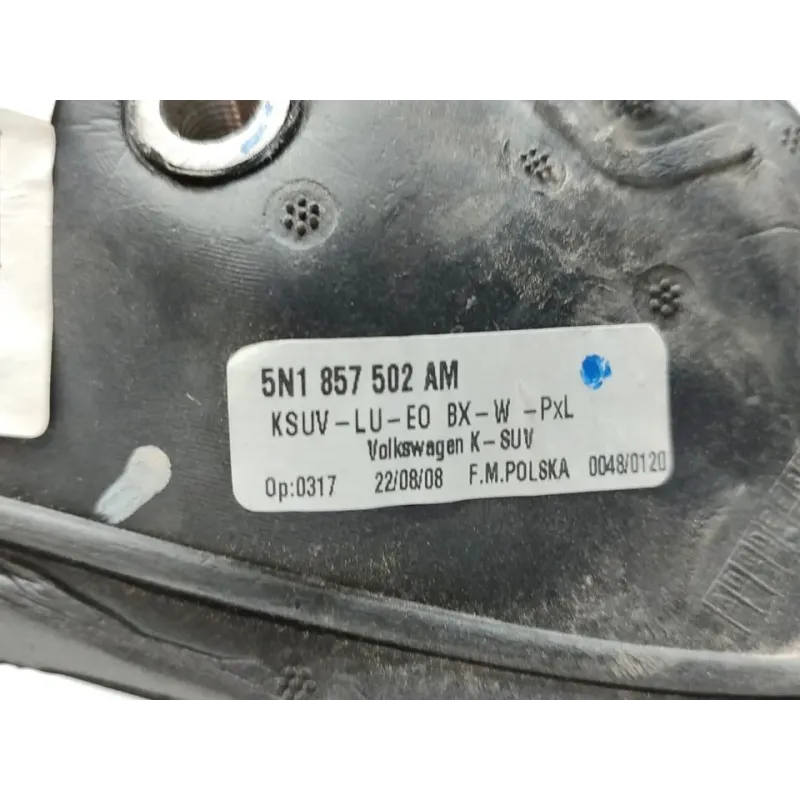 5N1 857 502 AM
KSUV-LU-EO BX-W -PxL
Volkswagen K-SUV
Op:0317 22/08/08 F.M.POLSKA 0048/0120